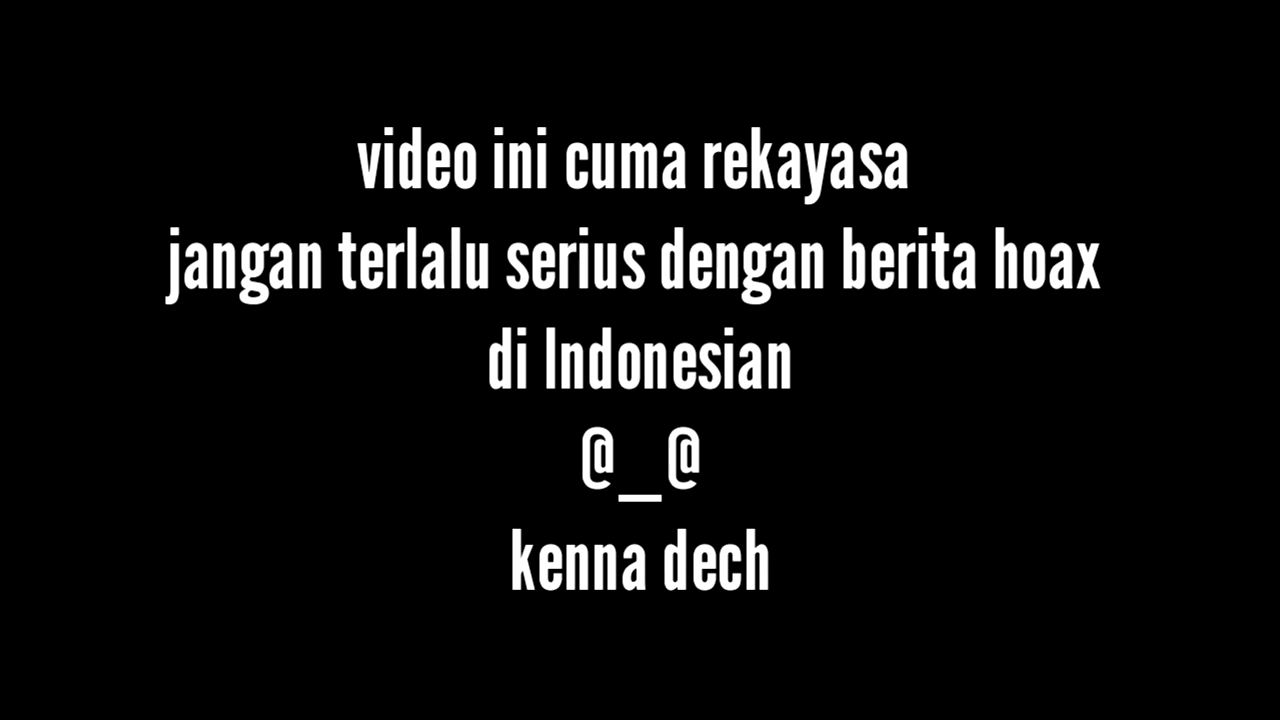 video ini cuma rekayasa
jangan terlalu serius dengan berita hoax
di Indonesian
@_@
kenna dech